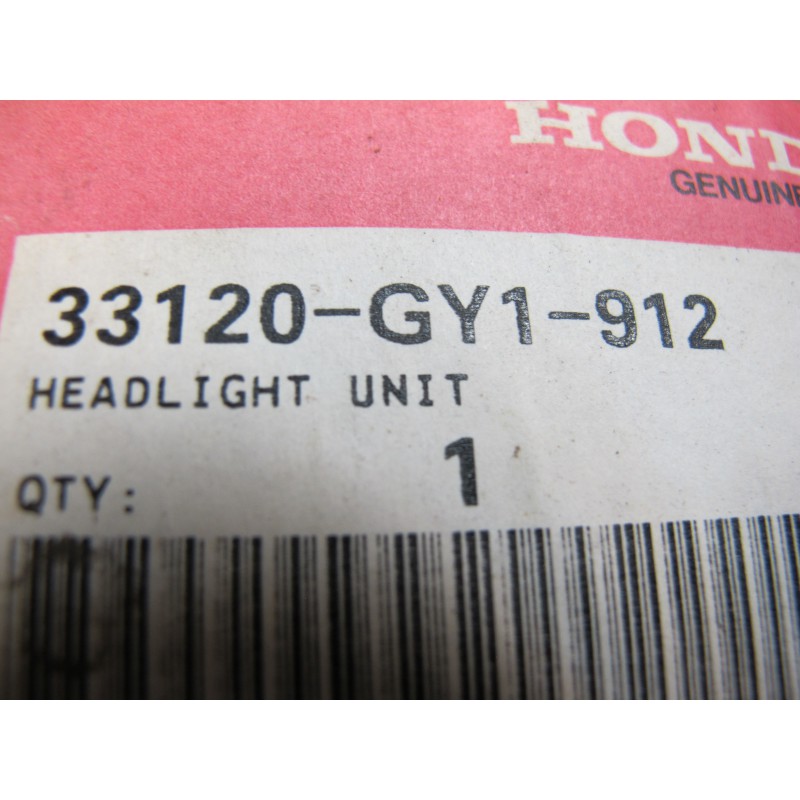 HOND
GENUINE
33120-GY1-912
HEADLIGHT UNIT
QTY: 1